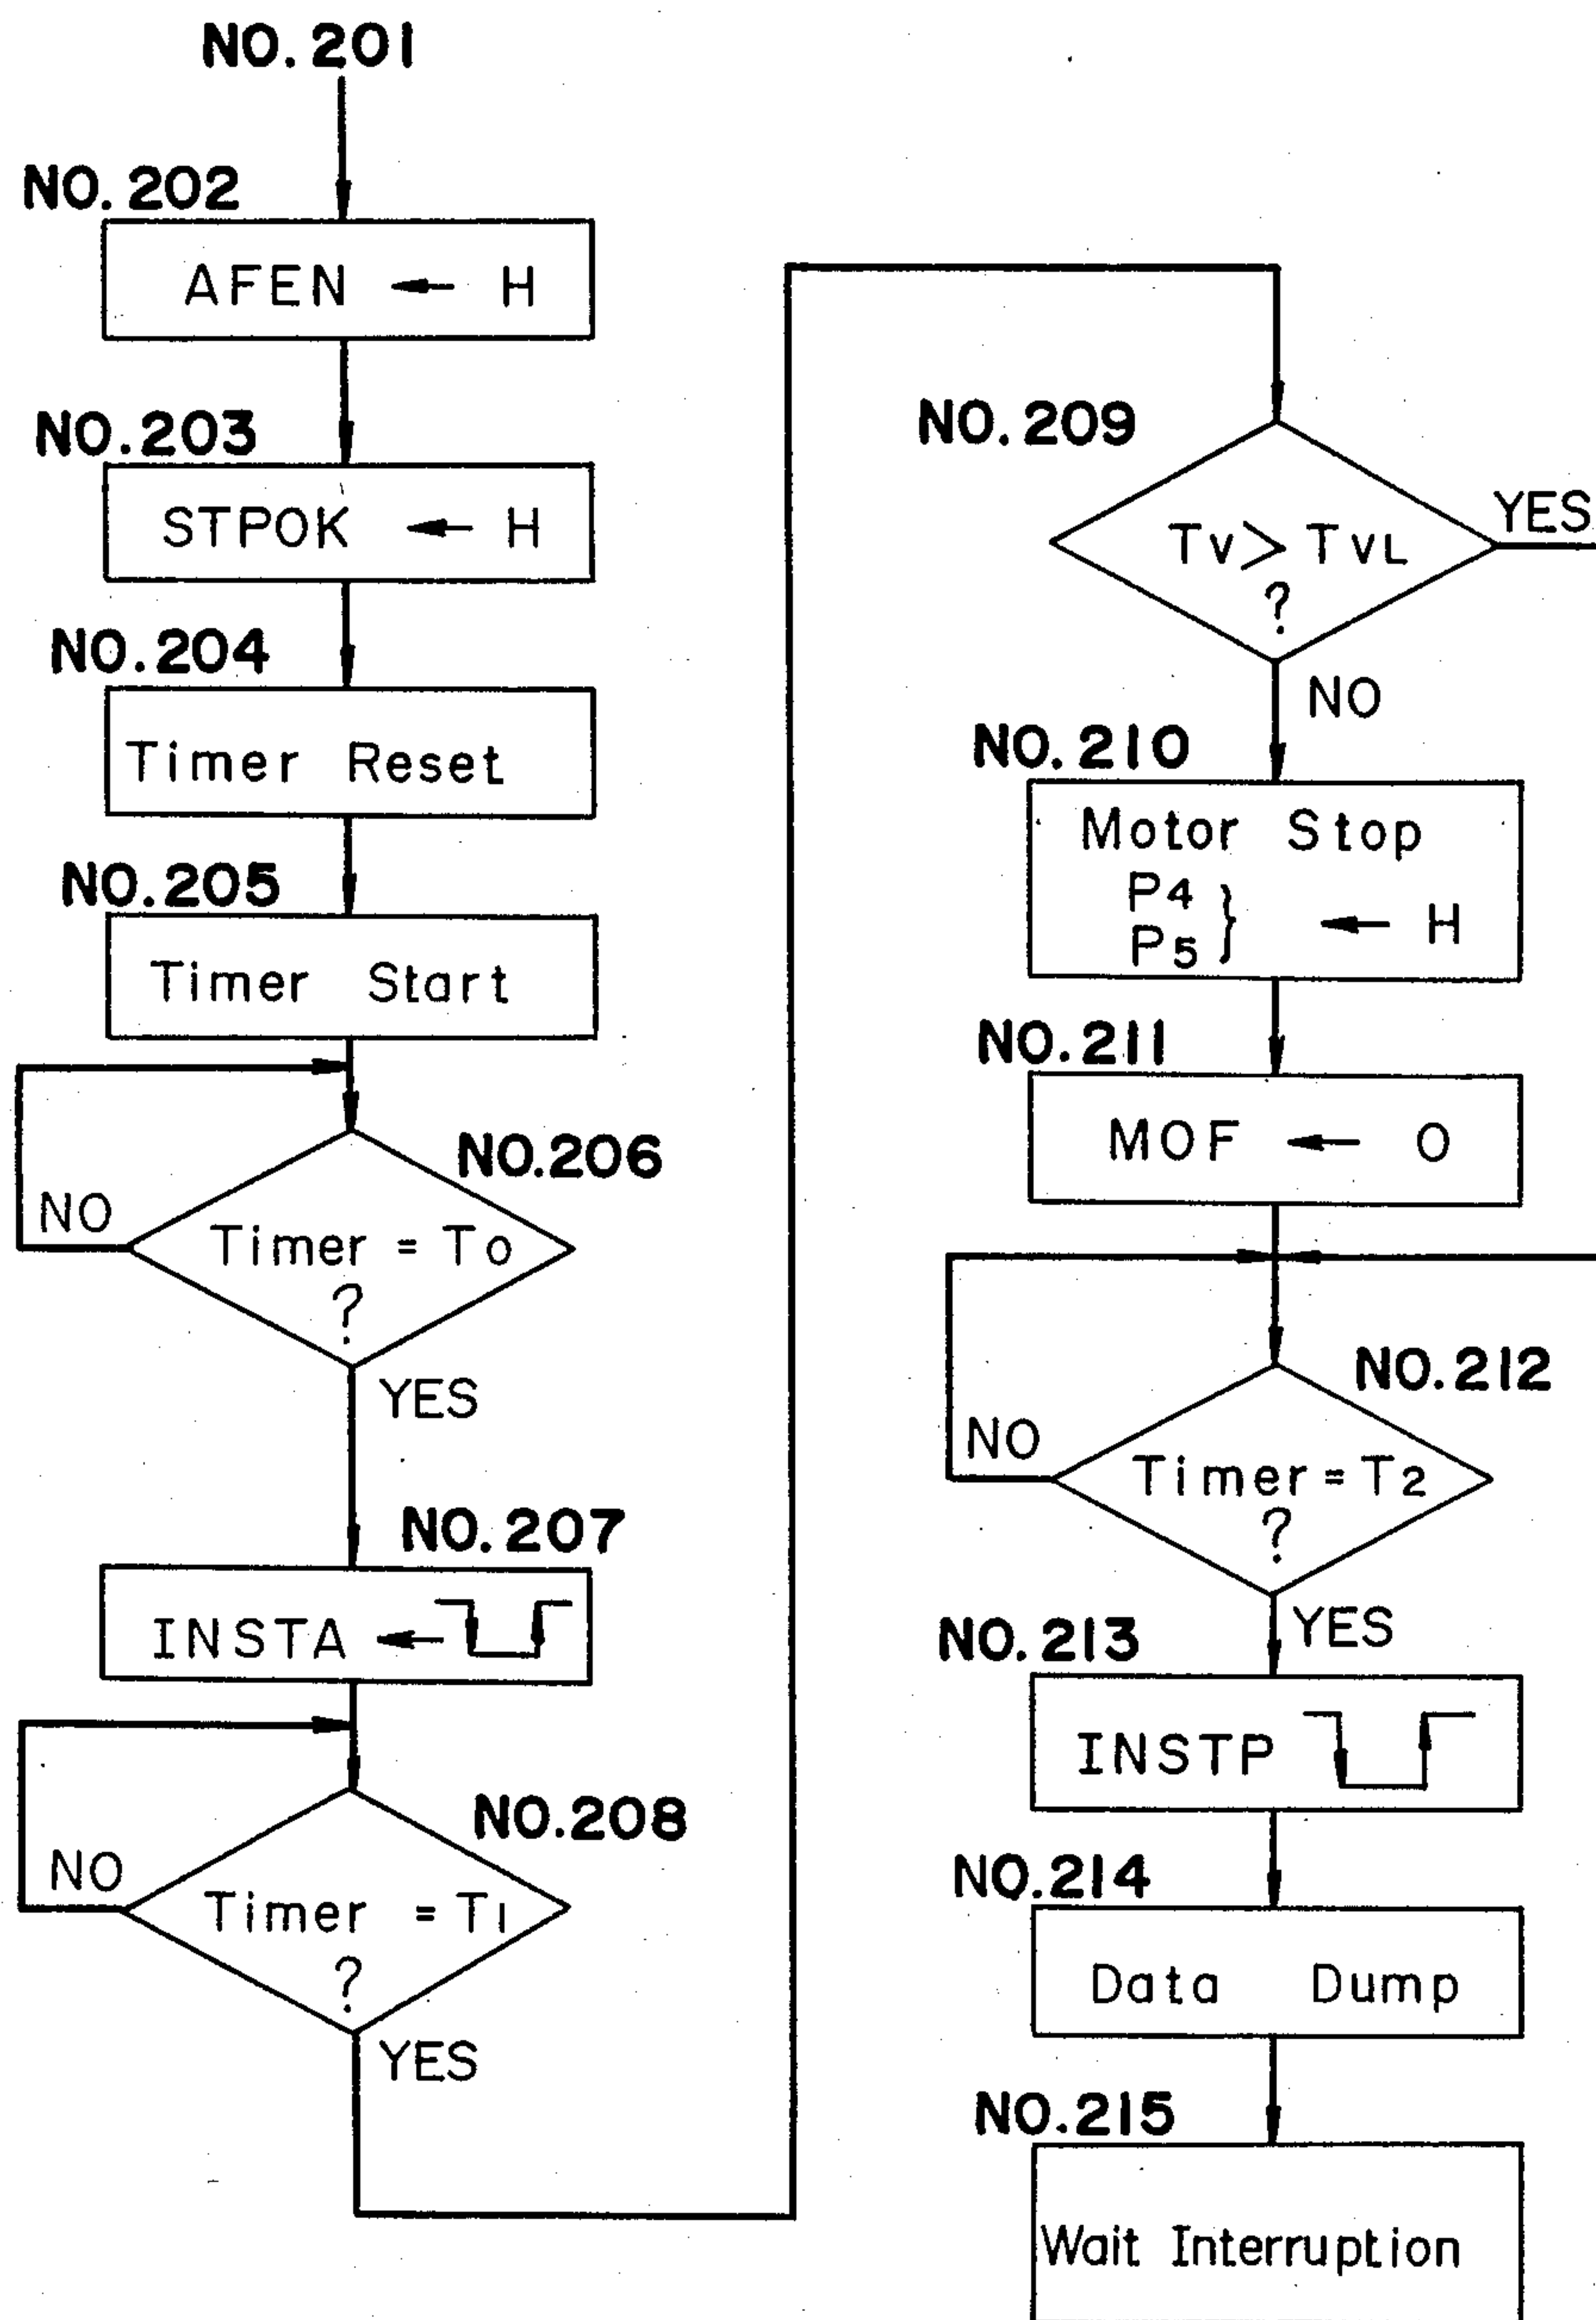 NO. 201
NO. 202
AFEN ← H
NO. 203
STPOK ← H
NO. 204
Timer Reset
NO. 205
Timer Start
NO. 206
NO
Timer = T0
?
YES
NO. 207
INSTA ←
NO. 208
NO
Timer = T1
?
YES
NO. 209
TV > TVL
?
YES
NO
NO. 210
Motor Stop
P4
P5 } ← H
NO. 211
MOF ← O
NO. 212
NO
Timer = T2
?
YES
NO. 213
INSTP
NO. 214
Data Dump
NO. 215
Wait Interruption